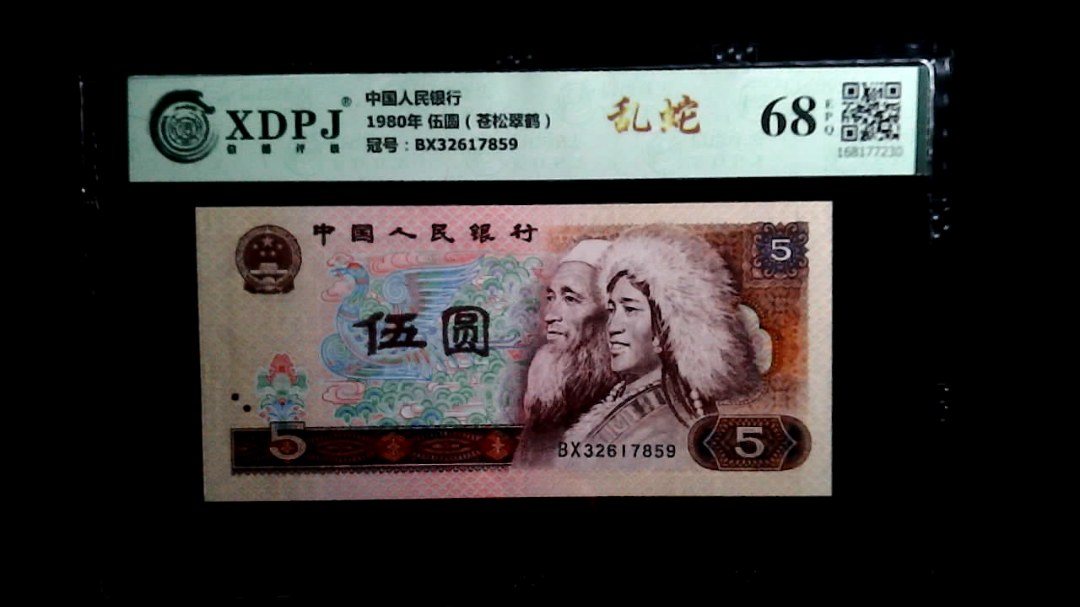 XDPJ®
中国人民银行
1980年 伍圆（苍松翠鹤）
冠号：BX32617859
乱蛇
68
EPQ
168177230
中国人民银行
5
伍圆
5
BX32617859
5